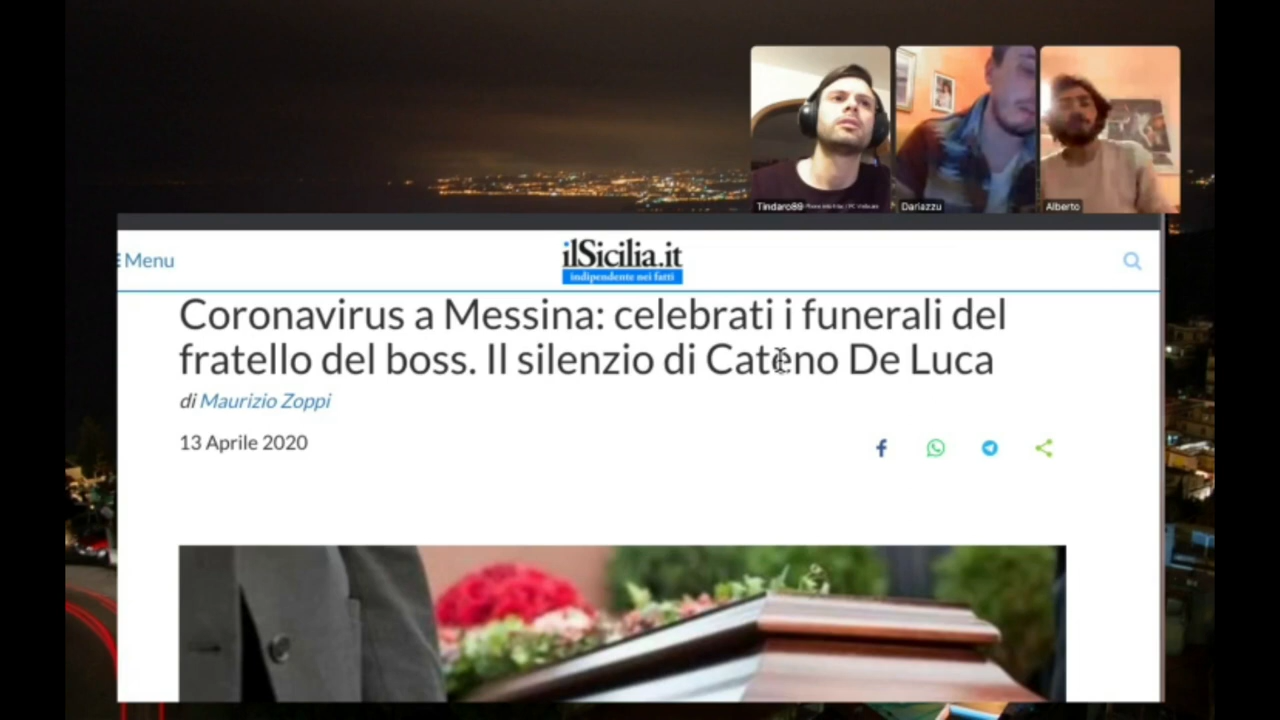 Tindaro89
Dariazzu
Alberto
Menu
ilSicilia.it
indipendente nei fatti
Coronavirus a Messina: celebrati i funerali del
fratello del boss. Il silenzio di Cateno De Luca
di Maurizio Zoppi
13 Aprile 2020